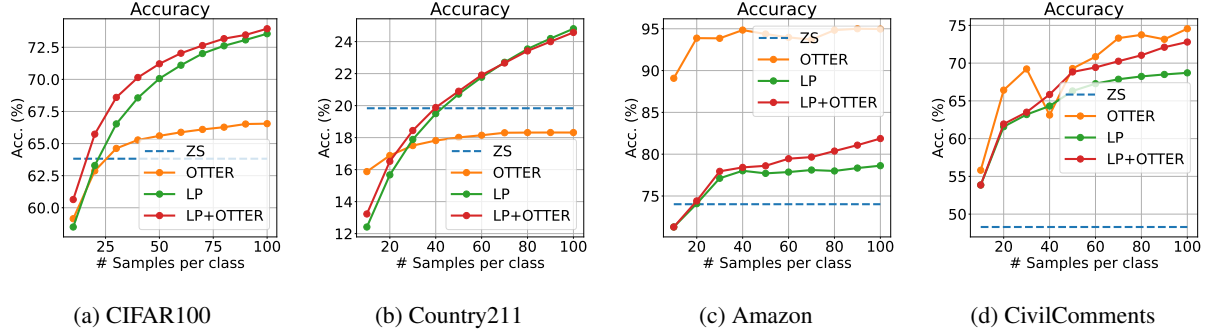 Accuracy
Acc. (%)
72.5
70.0
67.5
65.0
62.5
60.0
25
50
75
100
# Samples per class
ZS
OTTER
LP
LP+OTTER
(a) CIFAR100
Accuracy
Acc. (%)
24
22
20
18
16
14
12
20
40
60
80
100
# Samples per class
ZS
OTTER
LP
LP+OTTER
(b) Country211
Accuracy
Acc. (%)
95
90
85
80
75
20
40
60
80
100
# Samples per class
ZS
OTTER
LP
LP+OTTER
(c) Amazon
Accuracy
Acc. (%)
75
70
65
60
55
50
20
40
60
80
100
# Samples per class
ZS
OTTER
LP
LP+OTTER
(d) CivilComments